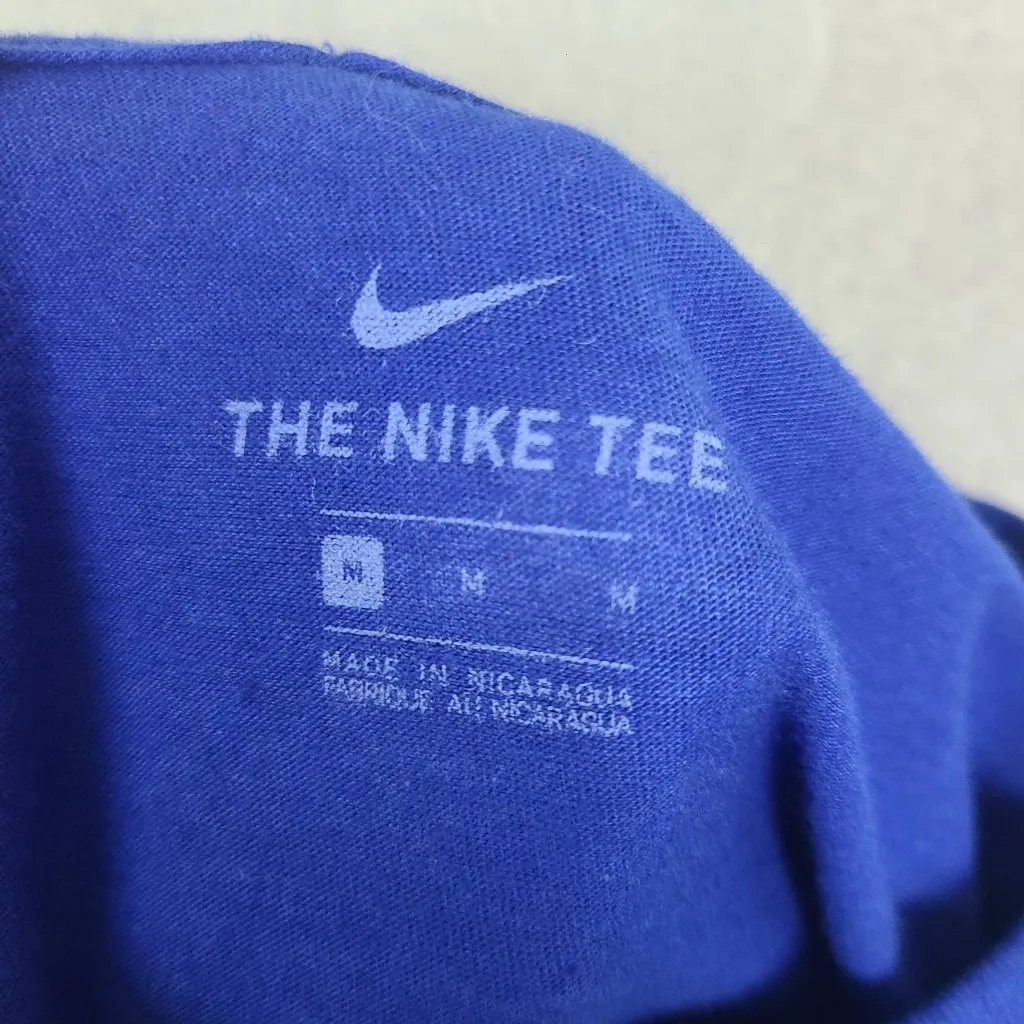 THE NIKE TEE
M M M
MADE IN NICARAGUA
FABRIQUE AU NICARAGUA